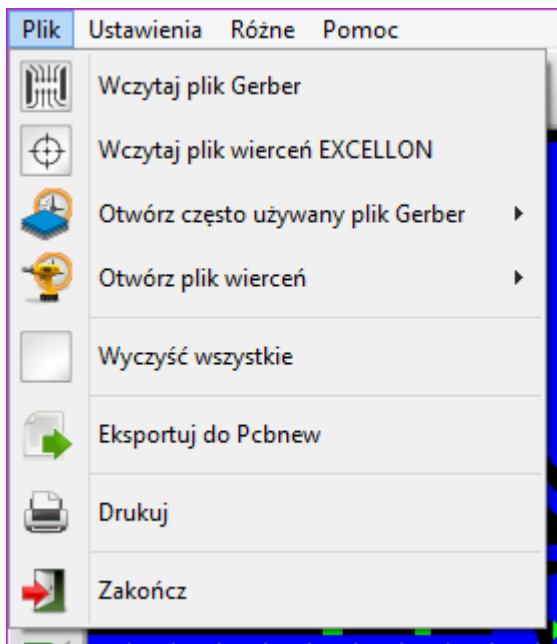 Plik Ustawienia Różne Pomoc
Wczytaj plik Gerber
Wczytaj plik wierceń EXCELLON
Otwórz często używany plik Gerber
Otwórz plik wierceń
Wyczyść wszystkie
Eksportuj do Pcbnew
Drukuj
Zakończ